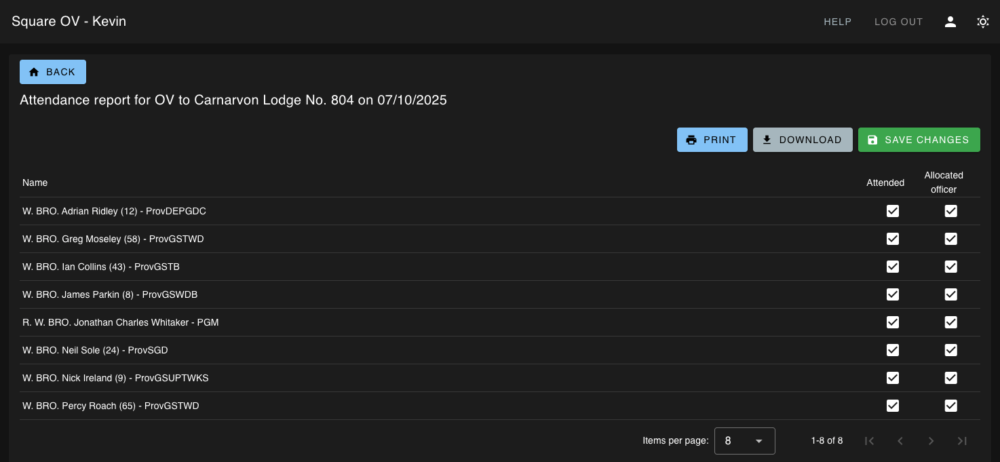 Square OV - Kevin
HELP
LOG OUT
BACK
Attendance report for OV to Carnarvon Lodge No. 804 on 07/10/2025
PRINT
DOWNLOAD
SAVE CHANGES
Name
Attended
Allocated
officer
W. BRO. Adrian Ridley (12) - ProvDEPGDC
W. BRO. Greg Moseley (58) - ProvGSTWD
W. BRO. Ian Collins (43) - ProvGSTB
W. BRO. James Parkin (8) - ProvGSWDB
R. W. BRO. Jonathan Charles Whitaker - PGM
W. BRO. Neil Sole (24) - ProvSGD
W. BRO. Nick Ireland (9) - ProvGSUPTWKS
W. BRO. Percy Roach (65) - ProvGSTWD
Items per page:
8
1-8 of 8